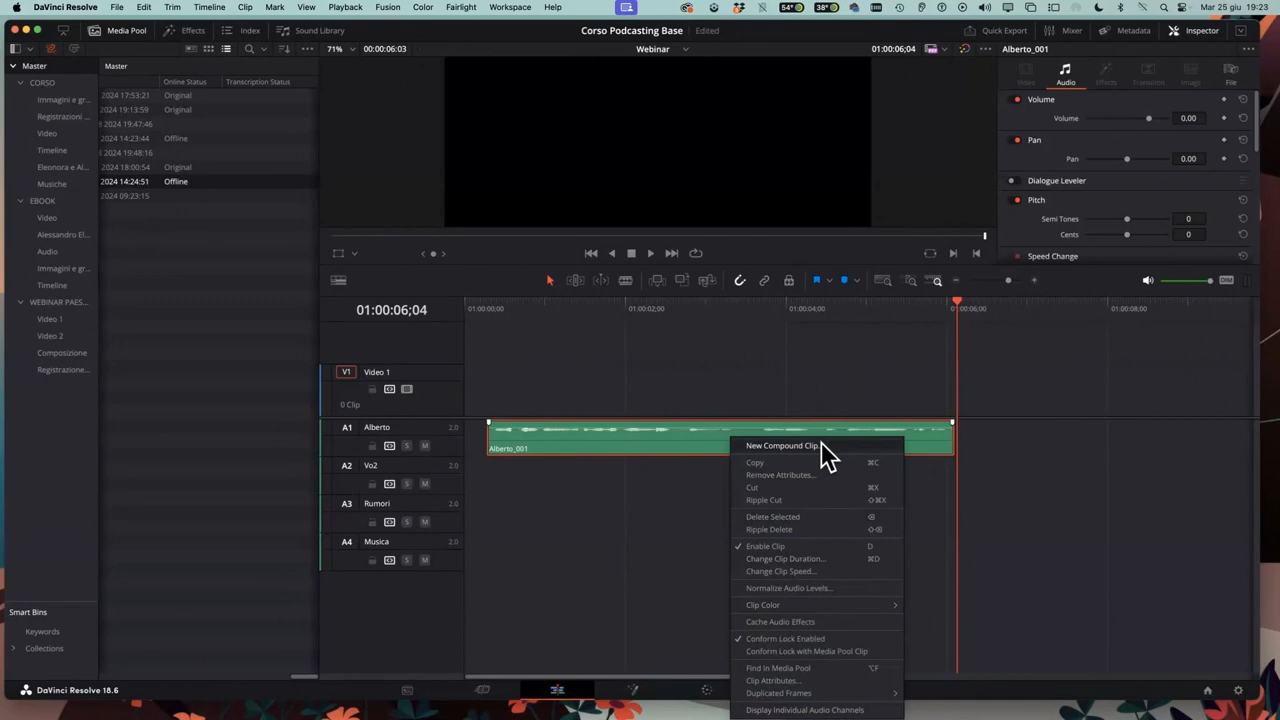 DaVinci Resolve File Edit Trim Timeline Clip Mark View Playback Fusion Color Fairlight Workspace Help 54° 38° Mar 25 giu 19:23
Media Pool Effects Index Sound Library Corso Podcasting Base Edited Quick Export Mixer Metadata Inspector
71% 00:00:06:03 Webinar 01:00:06;04 Alberto_001
Master Master
Online Status Transcription Status
Video Audio Effects Transition Image File
CORSO
Immagini e gr...
Registrazioni
Video
Timeline
Eleonora e Al...
Musiche
EBOOK
Video
Alessandro El...
Audio
Immagini e gr...
Timeline
WEBINAR PAES...
Video 1
Video 2
Composizione
Registrazione...
2024 17:53:21 Original
2024 19:13:59 Original
2024 19:47:46
2024 14:23:44 Offline
2024 19:48:16
2024 18:00:54 Original
2024 14:24:51 Offline
2024 09:23:15
Volume
Volume 0.00
Pan
Pan 0.00
Dialogue Leveler
Pitch
Semi Tones 0
Cents 0
Speed Change
DIM
01:00:06;04 01:00:00;00 01:00:02;00 01:00:04;00 01:00:06;00 01:00:08;00
V1 Video 1
0 Clip
A1 Alberto 2.0
S M
Alberto_001
A2 Vo2 2.0
S M
A3 Rumori 2.0
S M
A4 Musica 2.0
S M
New Compound Clip...
Copy ⌘C
Remove Attributes...
Cut ⌘X
Ripple Cut ⇧⌘X
Delete Selected ⌫
Ripple Delete ⇧⌫
Enable Clip D
Change Clip Duration... ⌘D
Change Clip Speed...
Normalize Audio Levels...
Clip Color
Cache Audio Effects
Conform Lock Enabled
Conform Lock with Media Pool Clip
Find In Media Pool ⌥F
Clip Attributes...
Duplicated Frames
Display Individual Audio Channels
Smart Bins
Keywords
Collections
DaVinci Resolve 18.6